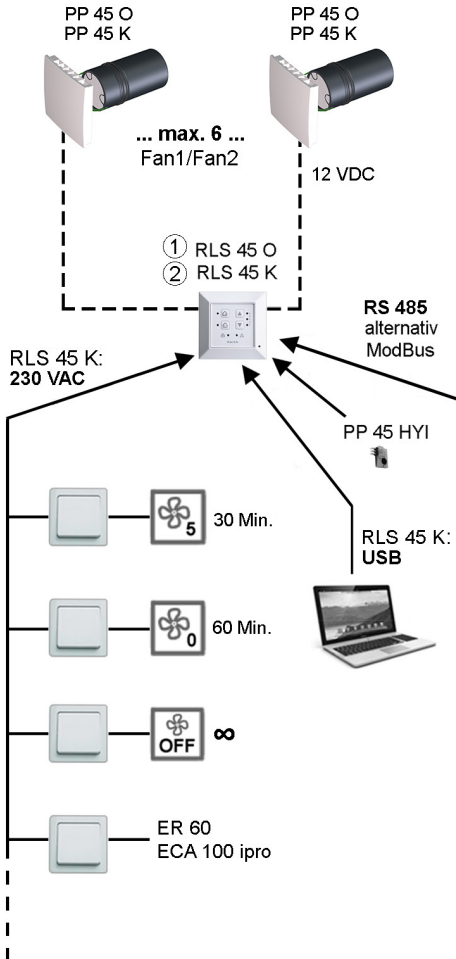 PP 45 O
PP 45 K
PP 45 O
PP 45 K
... max. 6 ...
Fan1/Fan2
12 VDC
1 RLS 45 O
2 RLS 45 K
RS 485
alternativ
ModBus
RLS 45 K:
230 VAC
PP 45 HYI
RLS 45 K:
USB
5
30 Min.
0
60 Min.
OFF
∞
ER 60
ECA 100 ipro